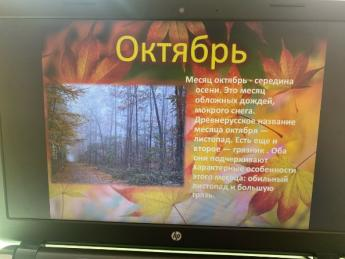 Октябрь
Месяц октябрь - середина
осени. Это месяц
обложных дождей,
мокрого снега.
Древнерусское название
месяца октября —
листопад. Есть еще и
второе — грязник . Оба
они подчеркивают
характерные особенности
этого месяца: обильный
листопад и большую
грязь.
hp